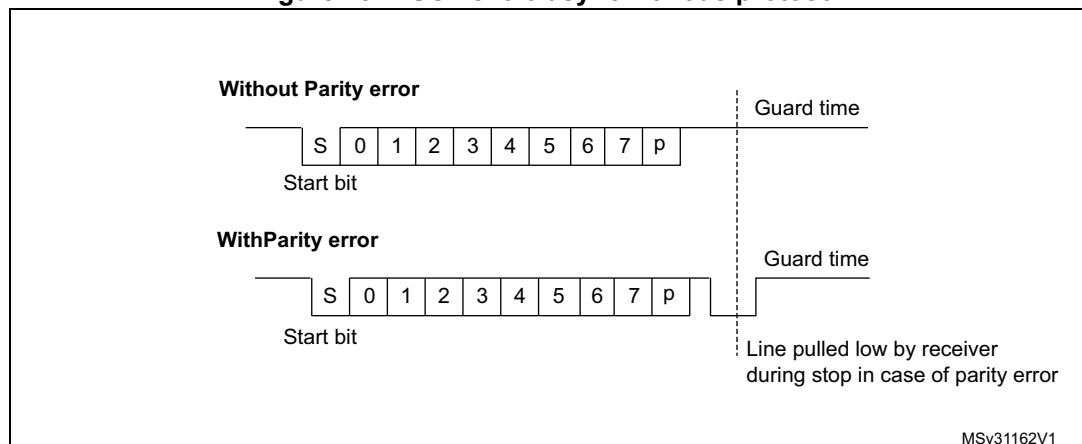 Without Parity error
Guard time
S 0 1 2 3 4 5 6 7 p
Start bit
WithParity error
Guard time
S 0 1 2 3 4 5 6 7 p
Start bit
Line pulled low by receiver
during stop in case of parity error
MSv31162V1